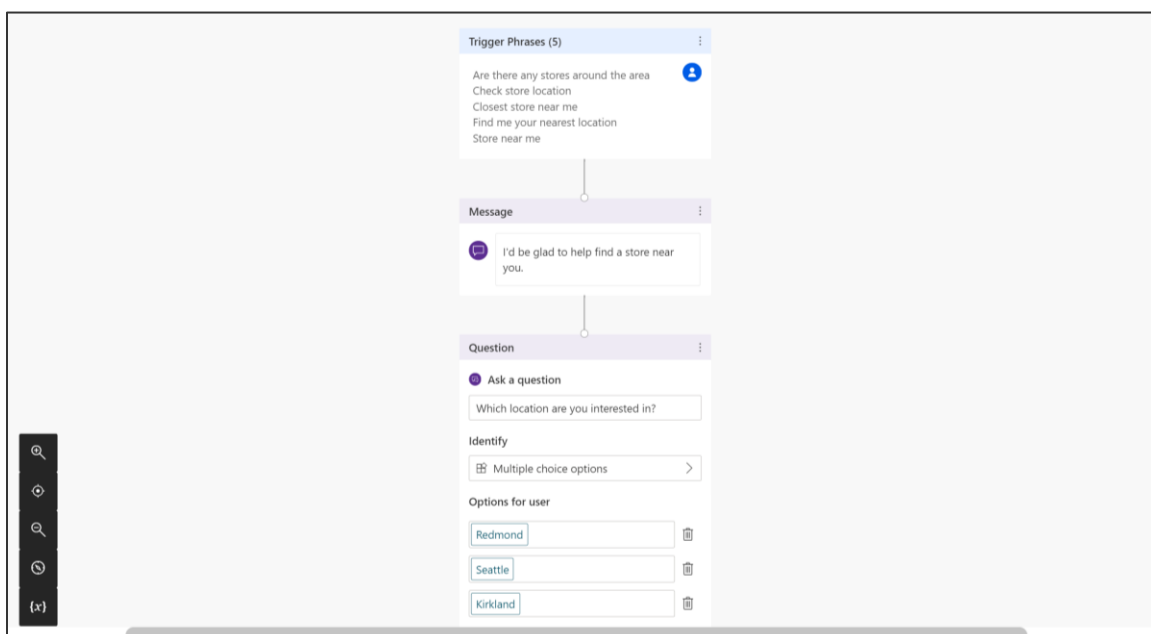 Trigger Phrases (5)
Are there any stores around the area
Check store location
Closest store near me
Find me your nearest location
Store near me
Message
I'd be glad to help find a store near
you.
Question
Ask a question
Which location are you interested in?
Identify
Multiple choice options
Options for user
Redmond
Seattle
Kirkland
{x}